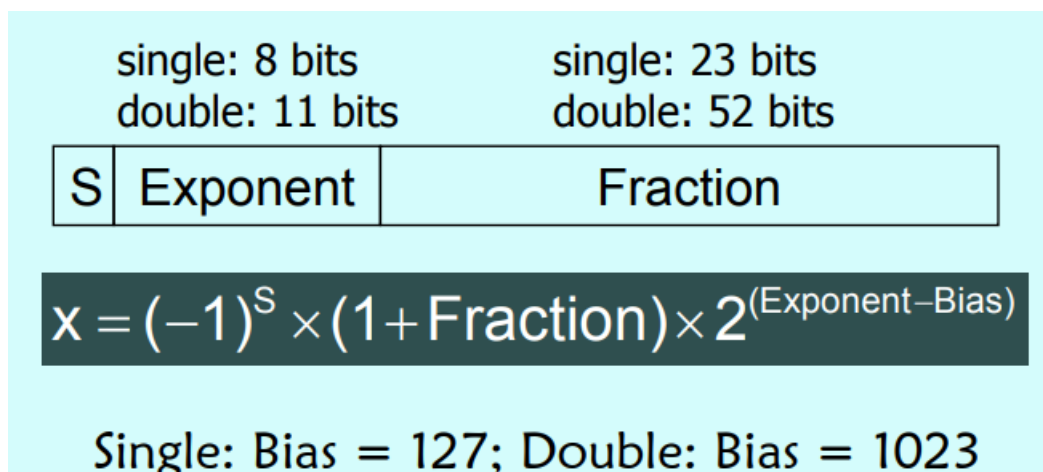 single: 8 bits single: 23 bits
double: 11 bits double: 52 bits
S Exponent Fraction
x = (−1)^S × (1 + Fraction) × 2^(Exponent−Bias)
Single: Bias = 127; Double: Bias = 1023